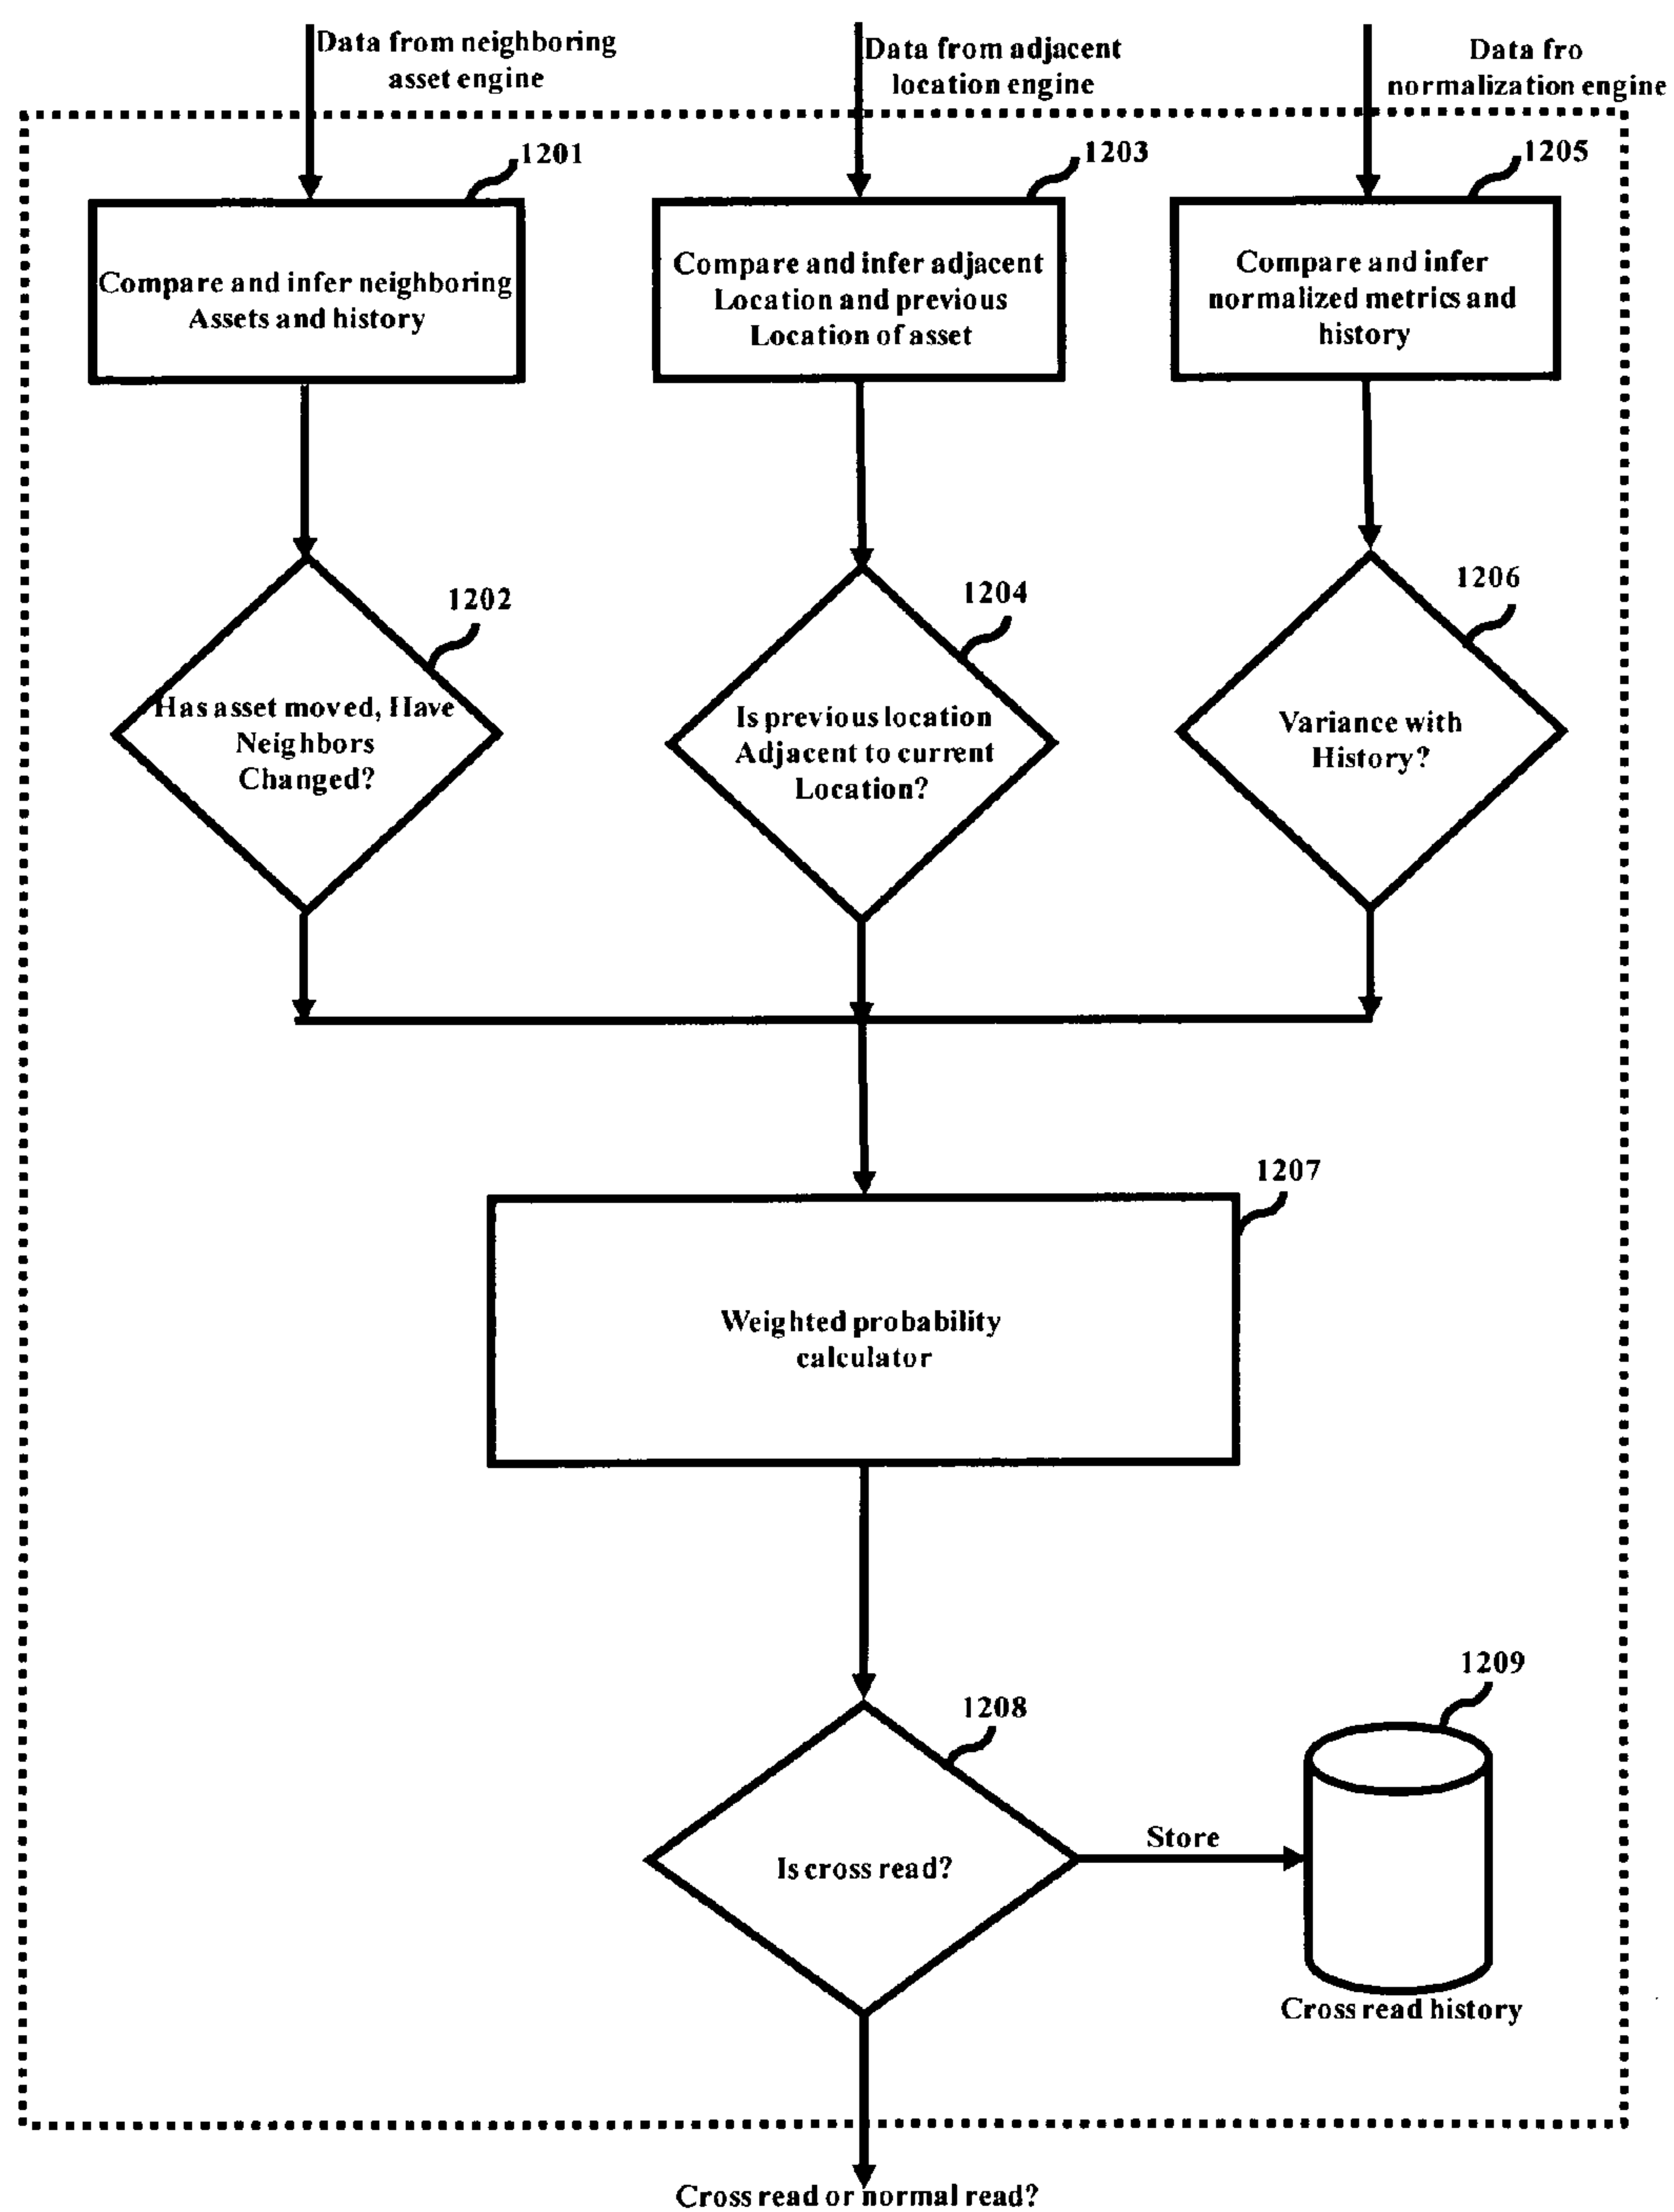 Data from neighboring
asset engine
Data from adjacent
location engine
Data fro
normalization engine
1201
1203
1205
Compare and infer neighboring
Assets and history
Compare and infer adjacent
Location and previous
Location of asset
Compare and infer
normalized metrics and
history
1202
1204
1206
Has asset moved, Have
Neighbors
Changed?
Is previous location
Adjacent to current
Location?
Variance with
History?
1207
Weighted probability
calculator
1208
1209
Is cross read?
Store
Cross read history
Cross read or normal read?